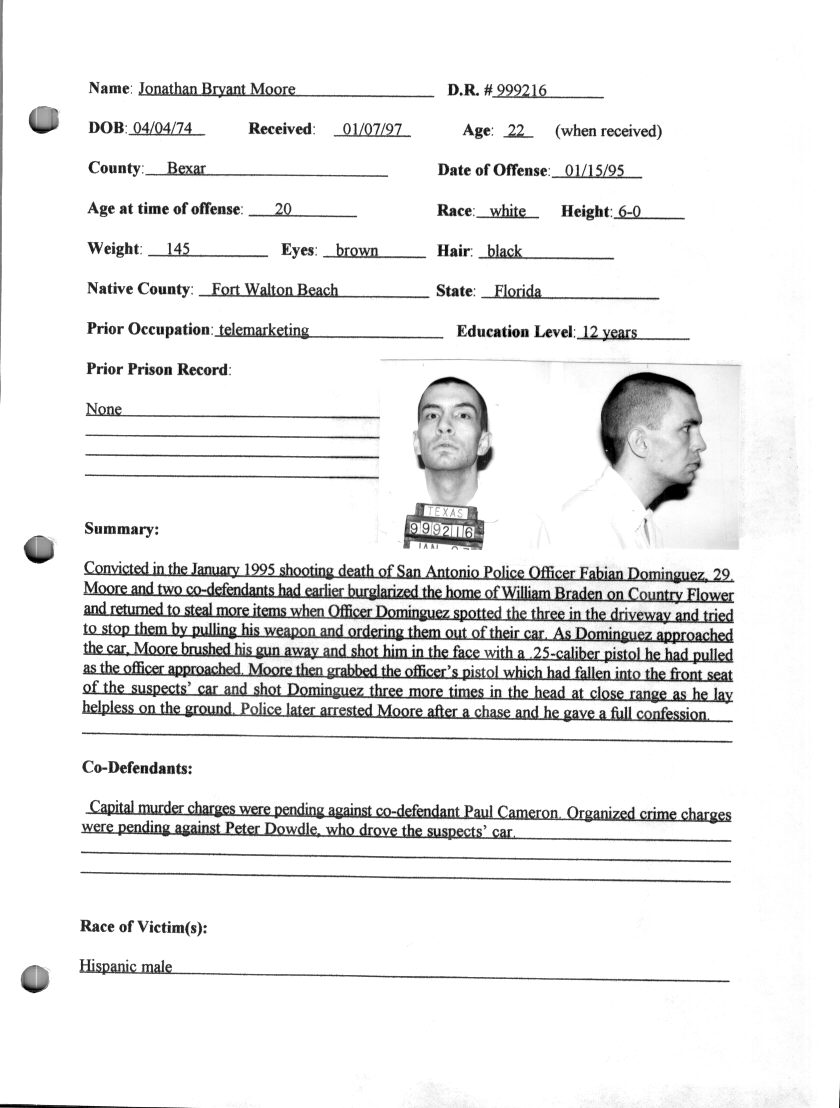 Name: Jonathan Bryant Moore D.R. # 999216
DOB: 04/04/74 Received: 01/07/97 Age: 22 (when received)
County: Bexar Date of Offense: 01/15/95
Age at time of offense: 20 Race: white Height: 6-0
Weight: 145 Eyes: brown Hair: black
Native County: Fort Walton Beach State: Florida
Prior Occupation: telemarketing Education Level: 12 years
Prior Prison Record:
None
TEXAS
999216
Summary:
Convicted in the January 1995 shooting death of San Antonio Police Officer Fabian Dominguez, 29.
Moore and two co-defendants had earlier burglarized the home of William Braden on Country Flower
and returned to steal more items when Officer Dominguez spotted the three in the driveway and tried
to stop them by pulling his weapon and ordering them out of their car. As Dominguez approached
the car, Moore brushed his gun away and shot him in the face with a .25-caliber pistol he had pulled
as the officer approached. Moore then grabbed the officer's pistol which had fallen into the front seat
of the suspects' car and shot Dominguez three more times in the head at close range as he lay
helpless on the ground. Police later arrested Moore after a chase and he gave a full confession.
Co-Defendants:
Capital murder charges were pending against co-defendant Paul Cameron. Organized crime charges
were pending against Peter Dowdle, who drove the suspects' car.
Race of Victim(s):
Hispanic male